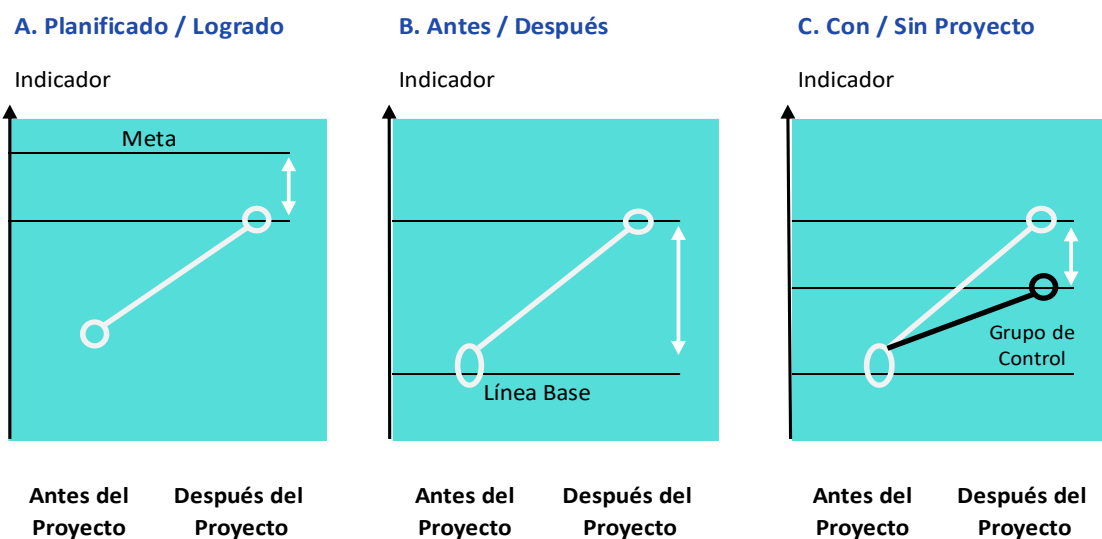 A. Planificado / Logrado
Indicador
Meta
Antes del
Proyecto
Después del
Proyecto
B. Antes / Después
Indicador
Línea Base
Antes del
Proyecto
Después del
Proyecto
C. Con / Sin Proyecto
Indicador
Grupo de
Control
Antes del
Proyecto
Después del
Proyecto